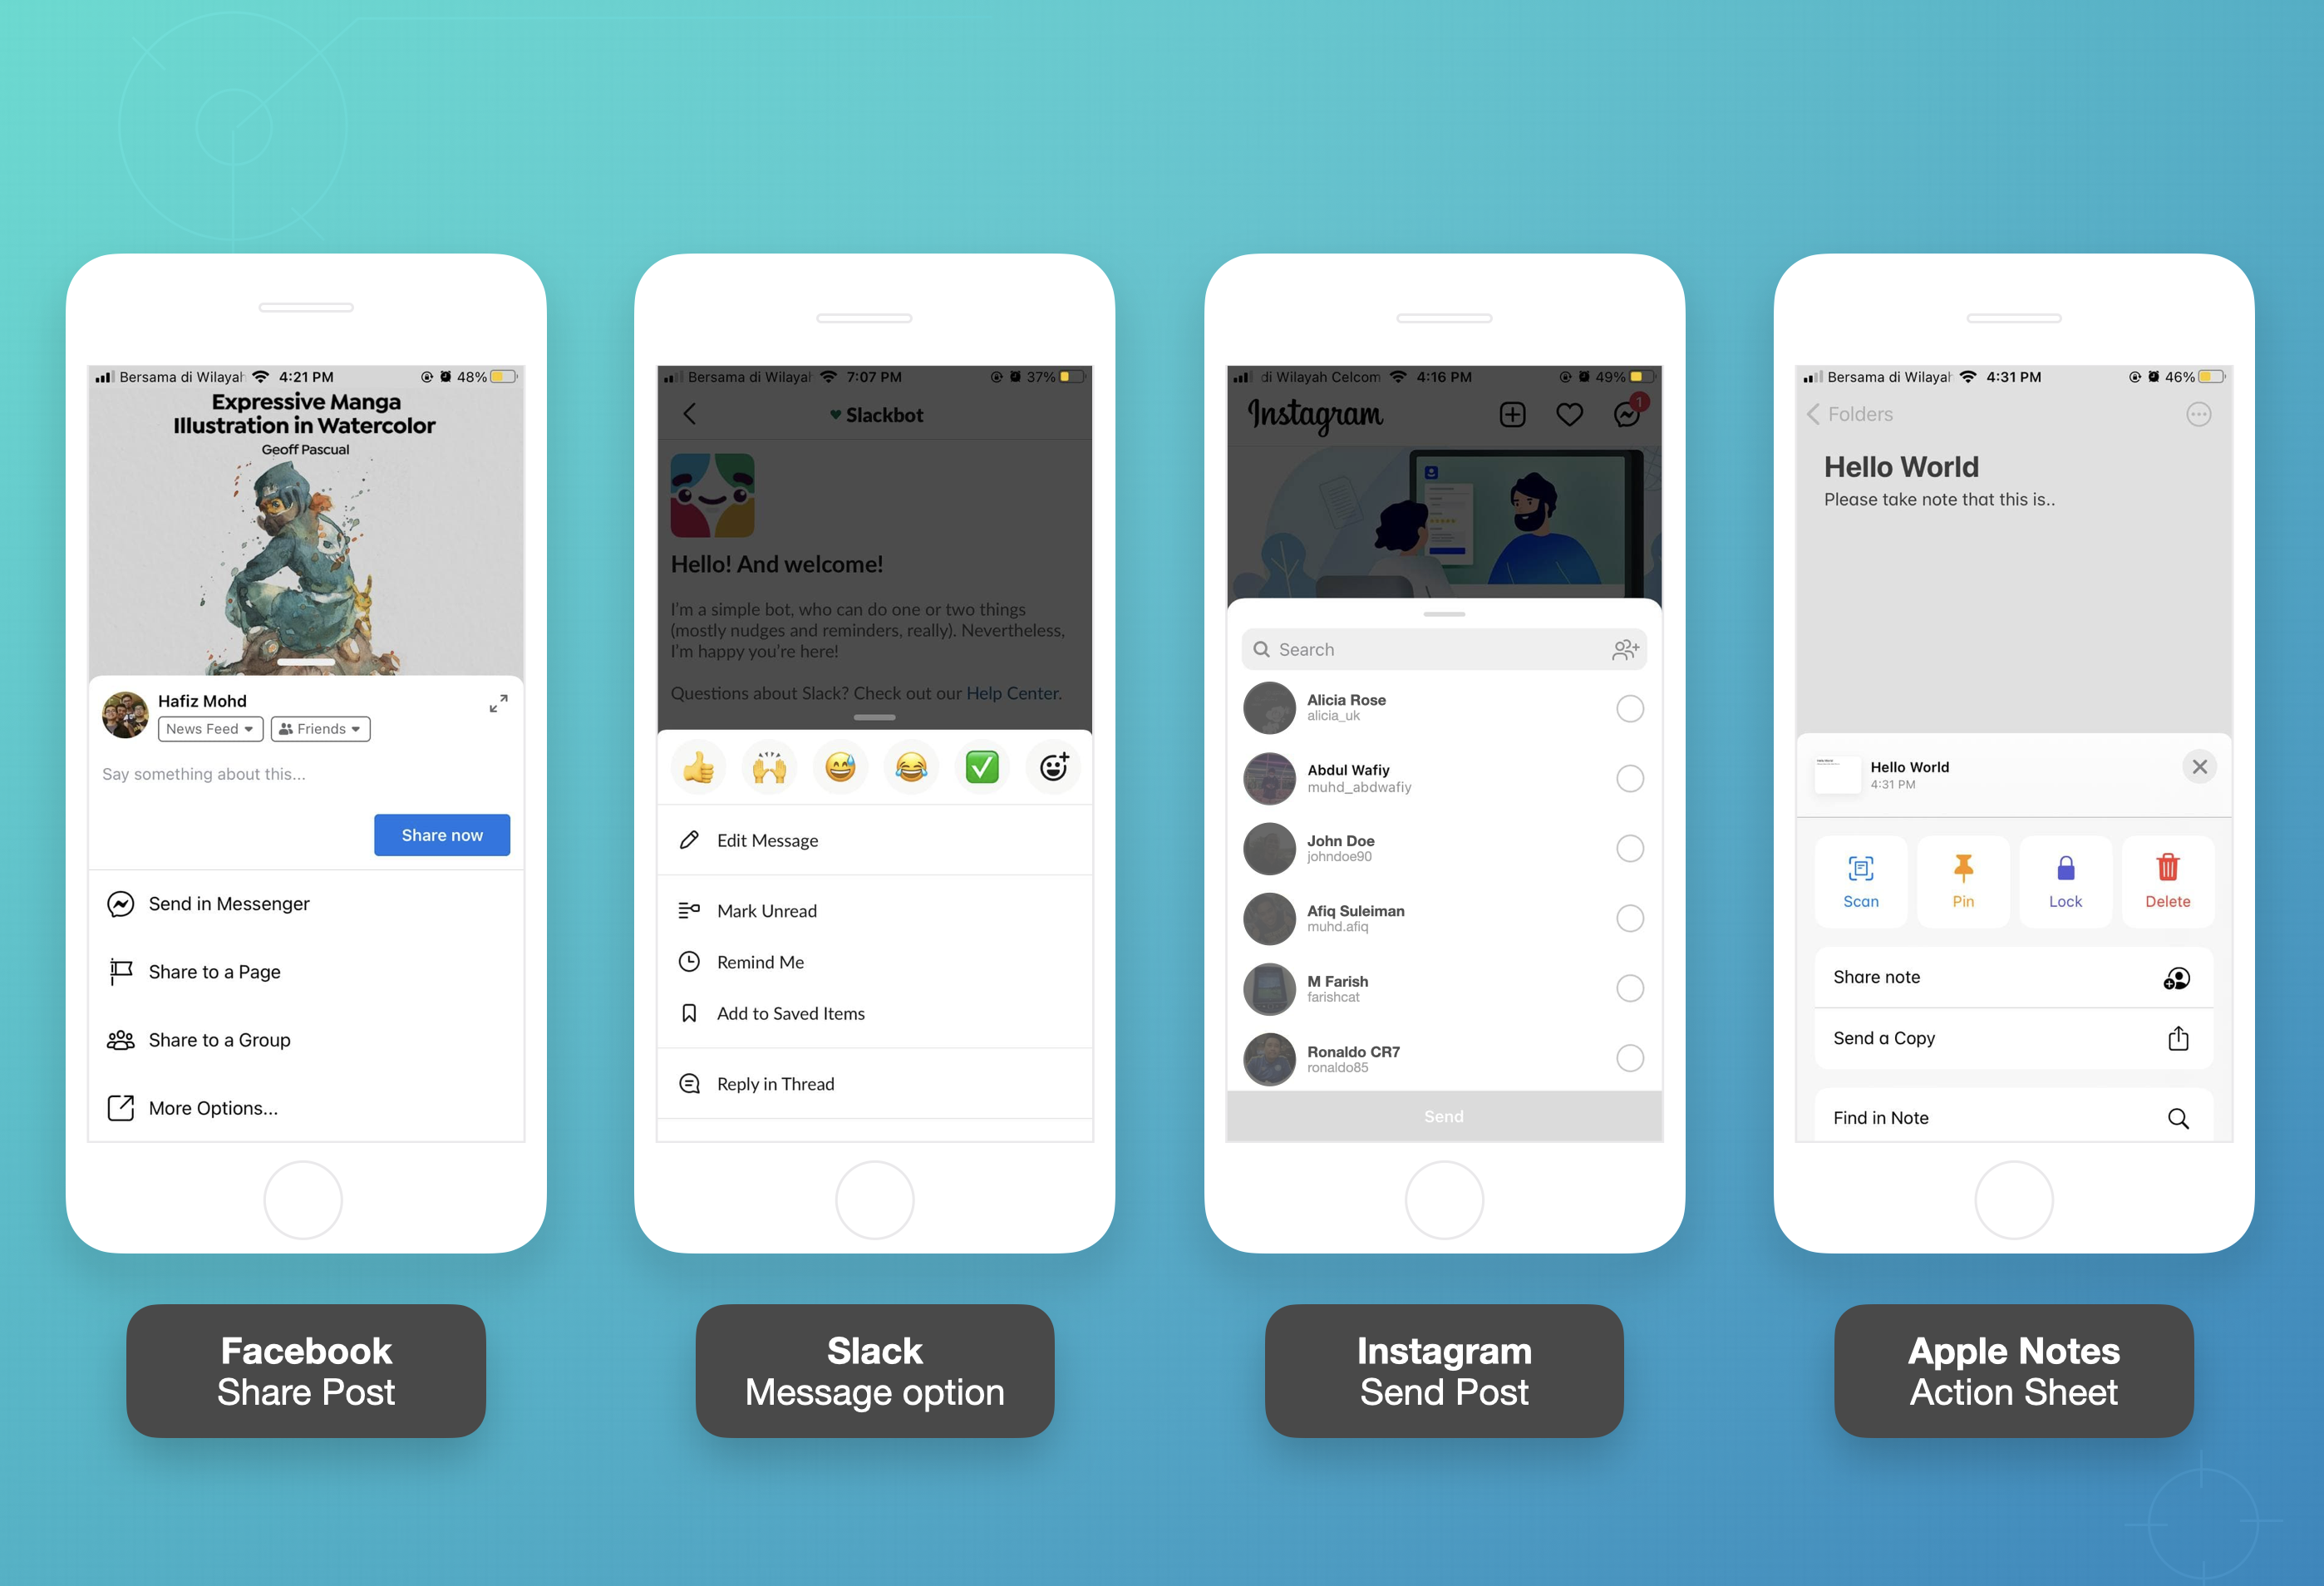 Bersama di Wilayah 4:21 PM 48%
Expressive Manga
Illustration in Watercolor
Geoff Pascual
Hafiz Mohd
News Feed Friends
Say something about this...
Share now
Send in Messenger
Share to a Page
Share to a Group
More Options...
Facebook
Share Post
Bersama di Wilayah 7:07 PM 37%
Slackbot
Hello! And welcome!
I'm a simple bot, who can do one or two things
(mostly nudges and reminders, really). Nevertheless,
I'm happy you're here!
Questions about Slack? Check out our Help Center.
Edit Message
Mark Unread
Remind Me
Add to Saved Items
Reply in Thread
Slack
Message option
di Wilayah Celcom 4:16 PM 49%
Instagram 1
Search
Alicia Rose
alicia_uk
Abdul Wafiy
muhd_abdwafiy
John Doe
johndoe90
Afiq Suleiman
muhd.afiq
M Farish
farishcat
Ronaldo CR7
ronaldo85
Send
Instagram
Send Post
Bersama di Wilayah 4:31 PM 46%
Folders
Hello World
Please take note that this is..
Hello World
4:31 PM
Scan Pin Lock Delete
Share note
Send a Copy
Find in Note
Apple Notes
Action Sheet